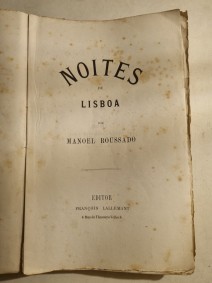 NOITES
DE
LISBOA
POR
MANOEL ROUSSADO
EDITOR
FRANÇOIS LALLEMANT